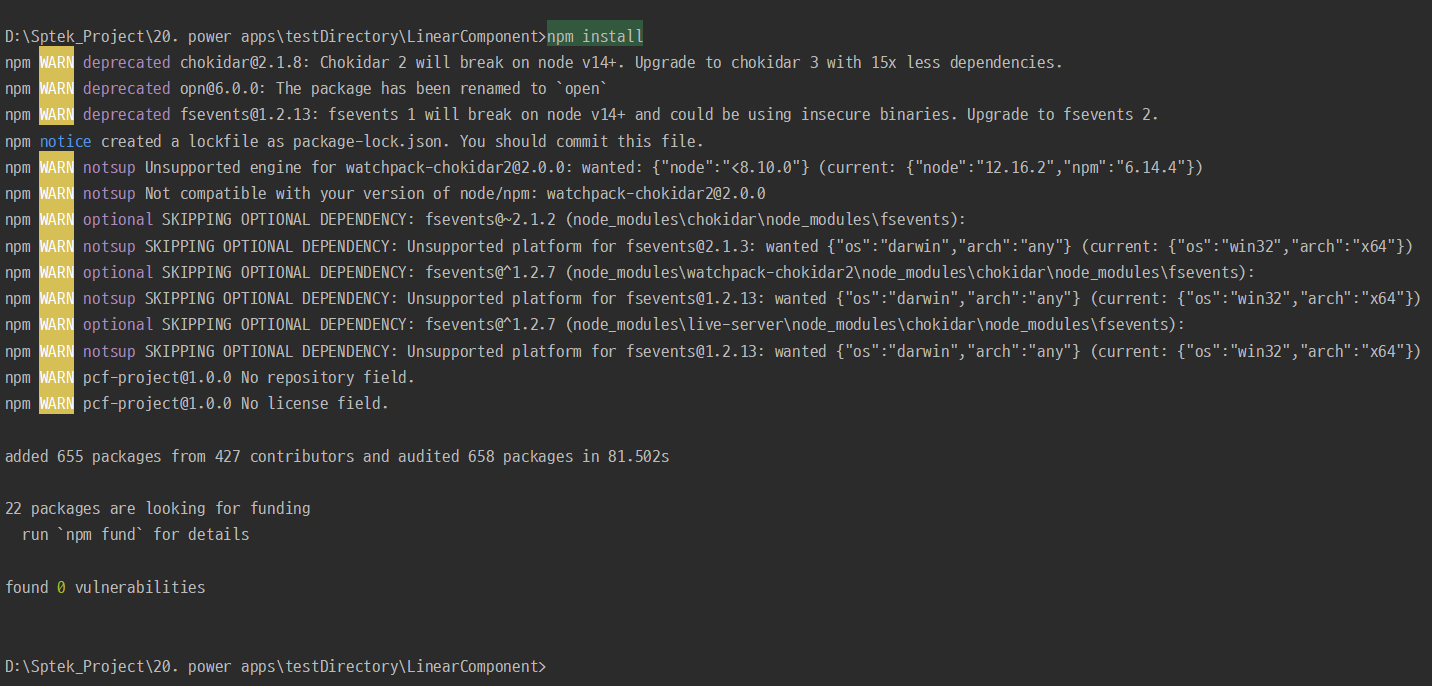 D:\Sptek_Project\20. power apps\testDirectory\LinearComponent>npm install
npm WARN deprecated chokidar@2.1.8: Chokidar 2 will break on node v14+. Upgrade to chokidar 3 with 15x less dependencies.
npm WARN deprecated opn@6.0.0: The package has been renamed to `open`
npm WARN deprecated fsevents@1.2.13: fsevents 1 will break on node v14+ and could be using insecure binaries. Upgrade to fsevents 2.
npm notice created a lockfile as package-lock.json. You should commit this file.
npm WARN notsup Unsupported engine for watchpack-chokidar2@2.0.0: wanted: {"node":"<8.10.0"} (current: {"node":"12.16.2","npm":"6.14.4"})
npm WARN notsup Not compatible with your version of node/npm: watchpack-chokidar2@2.0.0
npm WARN optional SKIPPING OPTIONAL DEPENDENCY: fsevents@~2.1.2 (node_modules\chokidar\node_modules\fsevents):
npm WARN notsup SKIPPING OPTIONAL DEPENDENCY: Unsupported platform for fsevents@2.1.3: wanted {"os":"darwin","arch":"any"} (current: {"os":"win32","arch":"x64"})
npm WARN optional SKIPPING OPTIONAL DEPENDENCY: fsevents@^1.2.7 (node_modules\watchpack-chokidar2\node_modules\chokidar\node_modules\fsevents):
npm WARN notsup SKIPPING OPTIONAL DEPENDENCY: Unsupported platform for fsevents@1.2.13: wanted {"os":"darwin","arch":"any"} (current: {"os":"win32","arch":"x64"})
npm WARN optional SKIPPING OPTIONAL DEPENDENCY: fsevents@^1.2.7 (node_modules\live-server\node_modules\chokidar\node_modules\fsevents):
npm WARN notsup SKIPPING OPTIONAL DEPENDENCY: Unsupported platform for fsevents@1.2.13: wanted {"os":"darwin","arch":"any"} (current: {"os":"win32","arch":"x64"})
npm WARN pcf-project@1.0.0 No repository field.
npm WARN pcf-project@1.0.0 No license field.
added 655 packages from 427 contributors and audited 658 packages in 81.502s
22 packages are looking for funding
run `npm fund` for details
found 0 vulnerabilities
D:\Sptek_Project\20. power apps\testDirectory\LinearComponent>